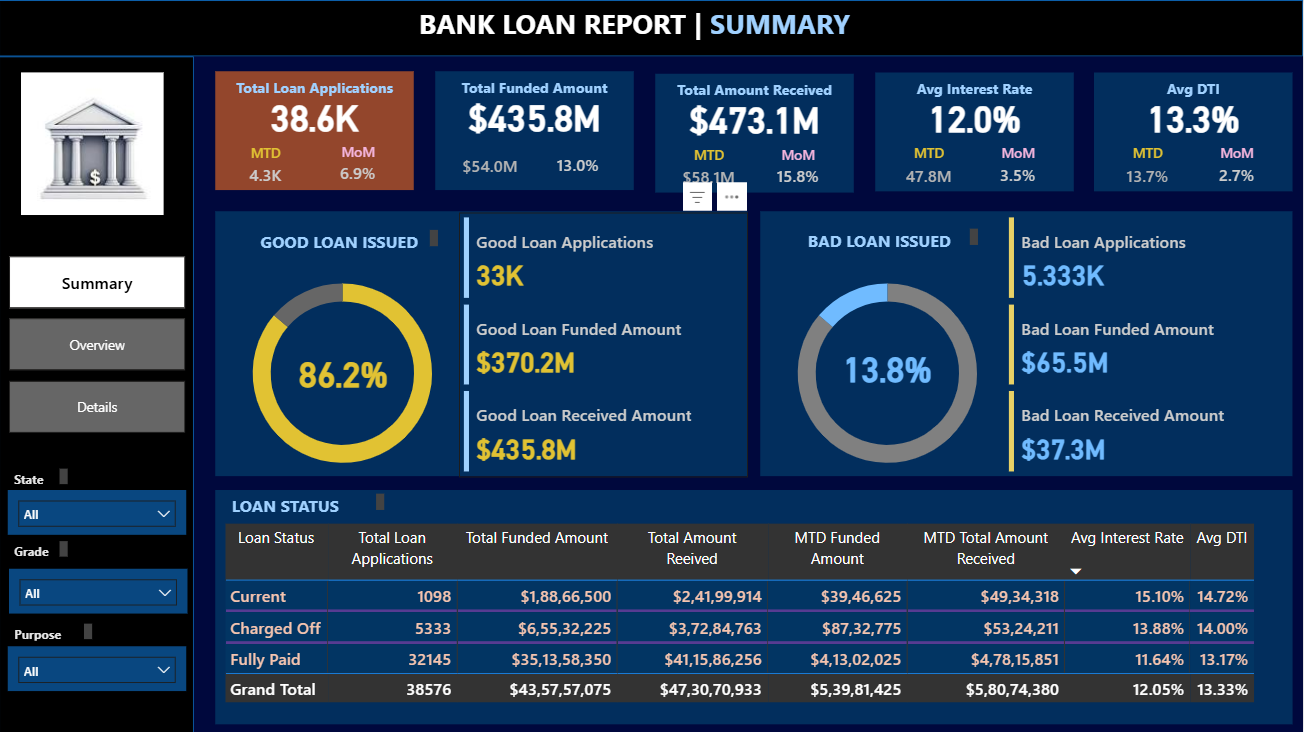 BANK LOAN REPORT | SUMMARY
$
Summary
Overview
Details
State
All
Grade
All
Purpose
All
Total Loan Applications
38.6K
MTD MoM
4.3K 6.9%
Total Funded Amount
$435.8M
$54.0M 13.0%
Total Amount Received
$473.1M
MTD MoM
$58.1M 15.8%
Avg Interest Rate
12.0%
MTD MoM
47.8M 3.5%
Avg DTI
13.3%
MTD MoM
13.7% 2.7%
GOOD LOAN ISSUED
86.2%
Good Loan Applications
33K
Good Loan Funded Amount
$370.2M
Good Loan Received Amount
$435.8M
BAD LOAN ISSUED
13.8%
Bad Loan Applications
5.333K
Bad Loan Funded Amount
$65.5M
Bad Loan Received Amount
$37.3M
LOAN STATUS
Loan Status Total Loan Applications Total Funded Amount Total Amount Reeived MTD Funded Amount MTD Total Amount Received Avg Interest Rate Avg DTI
Current 1098 $1,88,66,500 $2,41,99,914 $39,46,625 $49,34,318 15.10% 14.72%
Charged Off 5333 $6,55,32,225 $3,72,84,763 $87,32,775 $53,24,211 13.88% 14.00%
Fully Paid 32145 $35,13,58,350 $41,15,86,256 $4,13,02,025 $4,78,15,851 11.64% 13.17%
Grand Total 38576 $43,57,57,075 $47,30,70,933 $5,39,81,425 $5,80,74,380 12.05% 13.33%